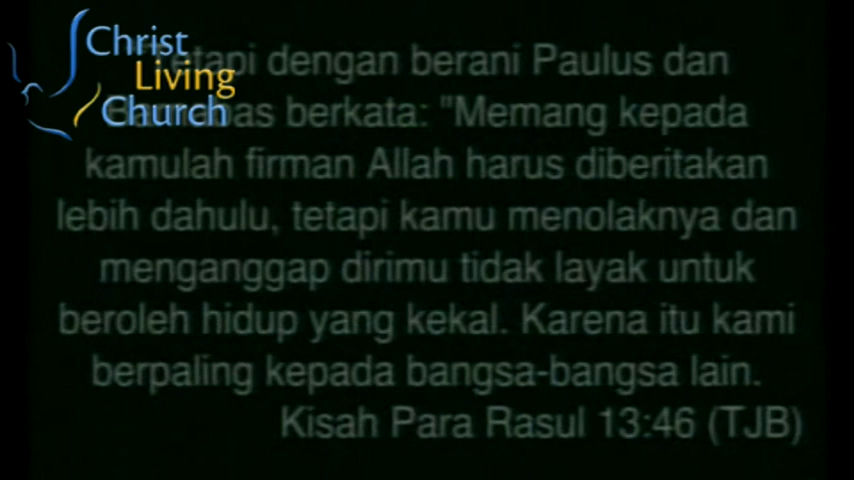 Christ
Living
Church
Tetapi dengan berani Paulus dan
Barnabas berkata: "Memang kepada
kamulah firman Allah harus diberitakan
lebih dahulu, tetapi kamu menolaknya dan
menganggap dirimu tidak layak untuk
beroleh hidup yang kekal. Karena itu kami
berpaling kepada bangsa-bangsa lain.
Kisah Para Rasul 13:46 (TJB)